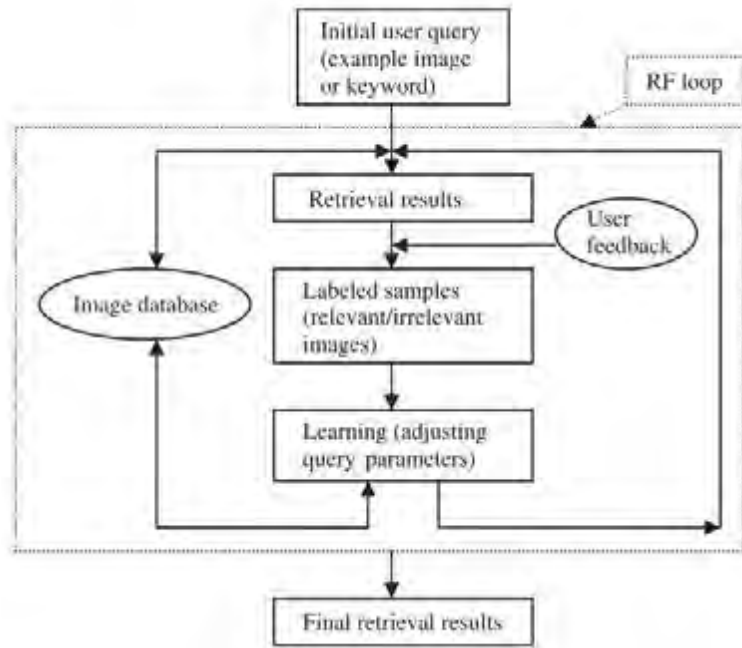 Initial user query
(example image
or keyword)
RF loop
Retrieval results
User
feedback
Image database
Labeled samples
(relevant/irrelevant
images)
Learning (adjusting
query parameters)
Final retrieval results